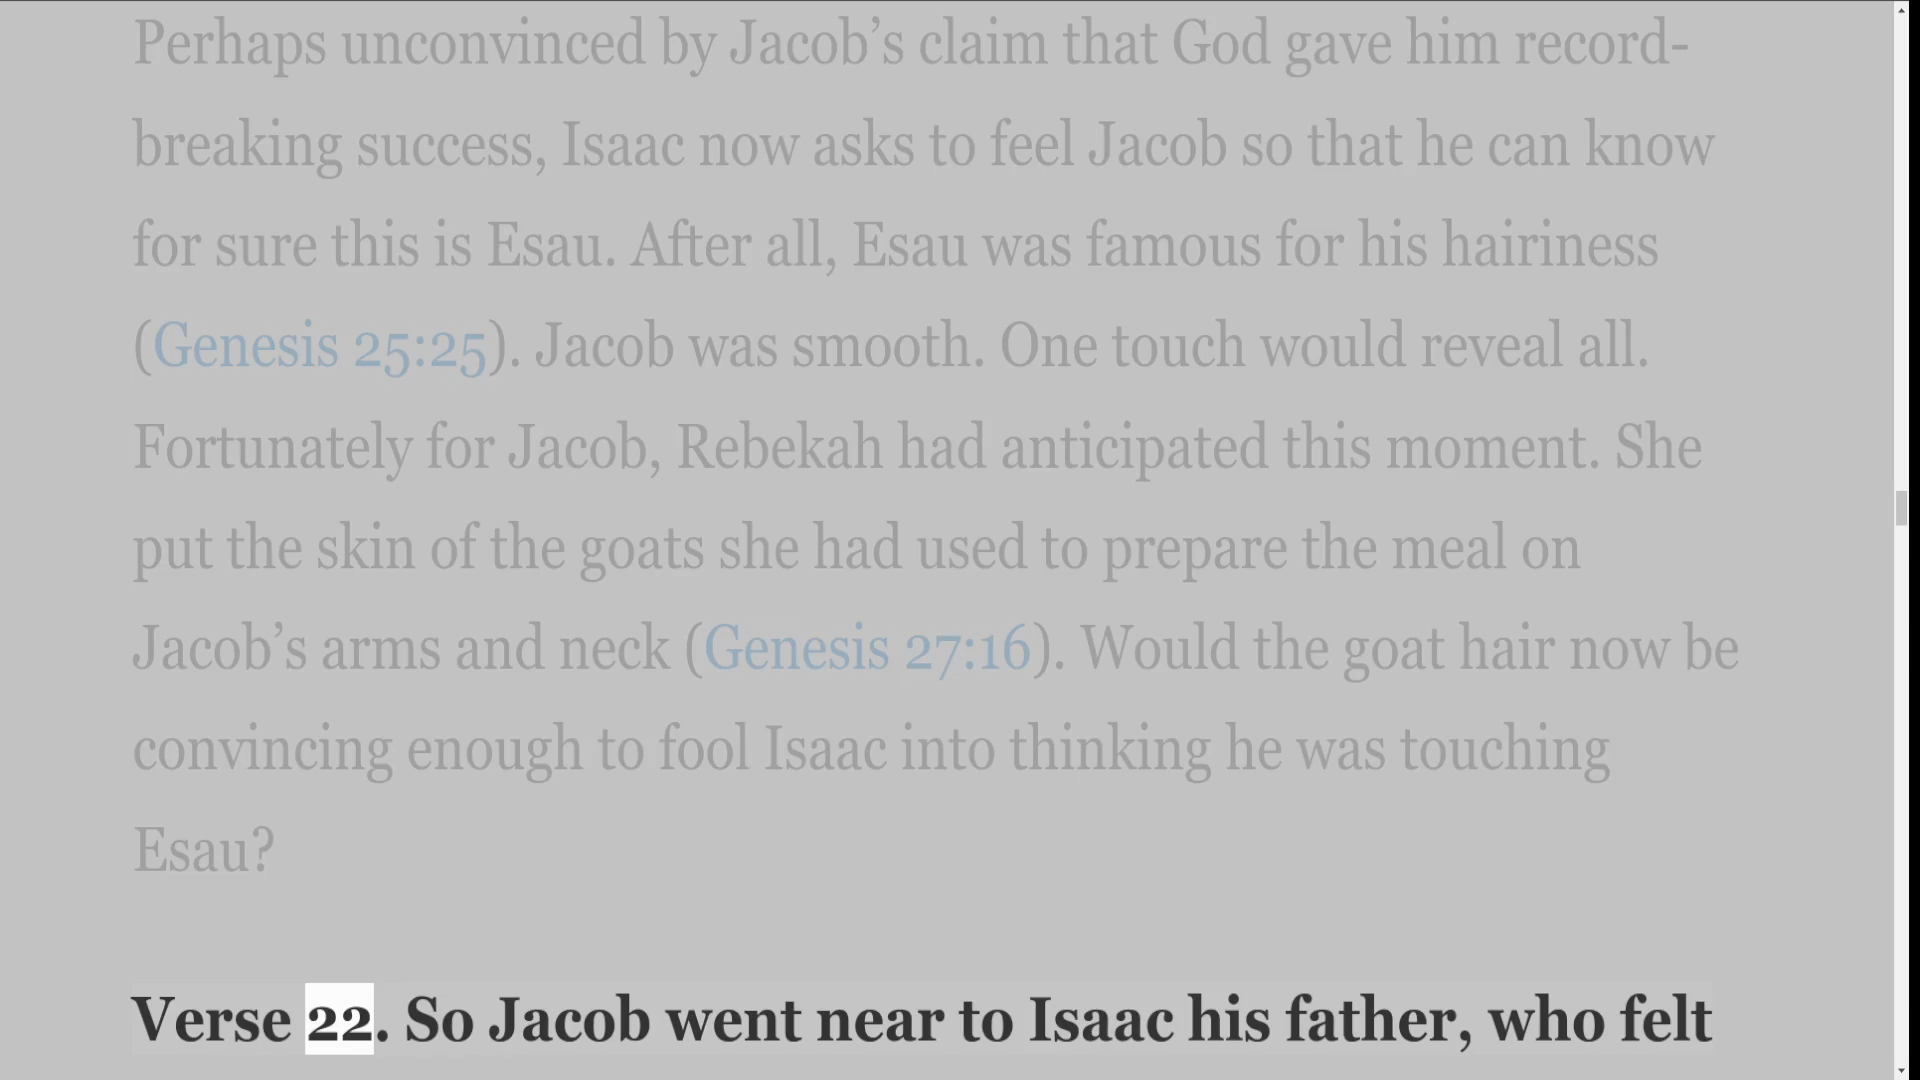 Perhaps unconvinced by Jacob’s claim that God gave him record-
breaking success, Isaac now asks to feel Jacob so that he can know
for sure this is Esau. After all, Esau was famous for his hairiness
(Genesis 25:25). Jacob was smooth. One touch would reveal all.
Fortunately for Jacob, Rebekah had anticipated this moment. She
put the skin of the goats she had used to prepare the meal on
Jacob’s arms and neck (Genesis 27:16). Would the goat hair now be
convincing enough to fool Isaac into thinking he was touching
Esau?
Verse 22. So Jacob went near to Isaac his father, who felt